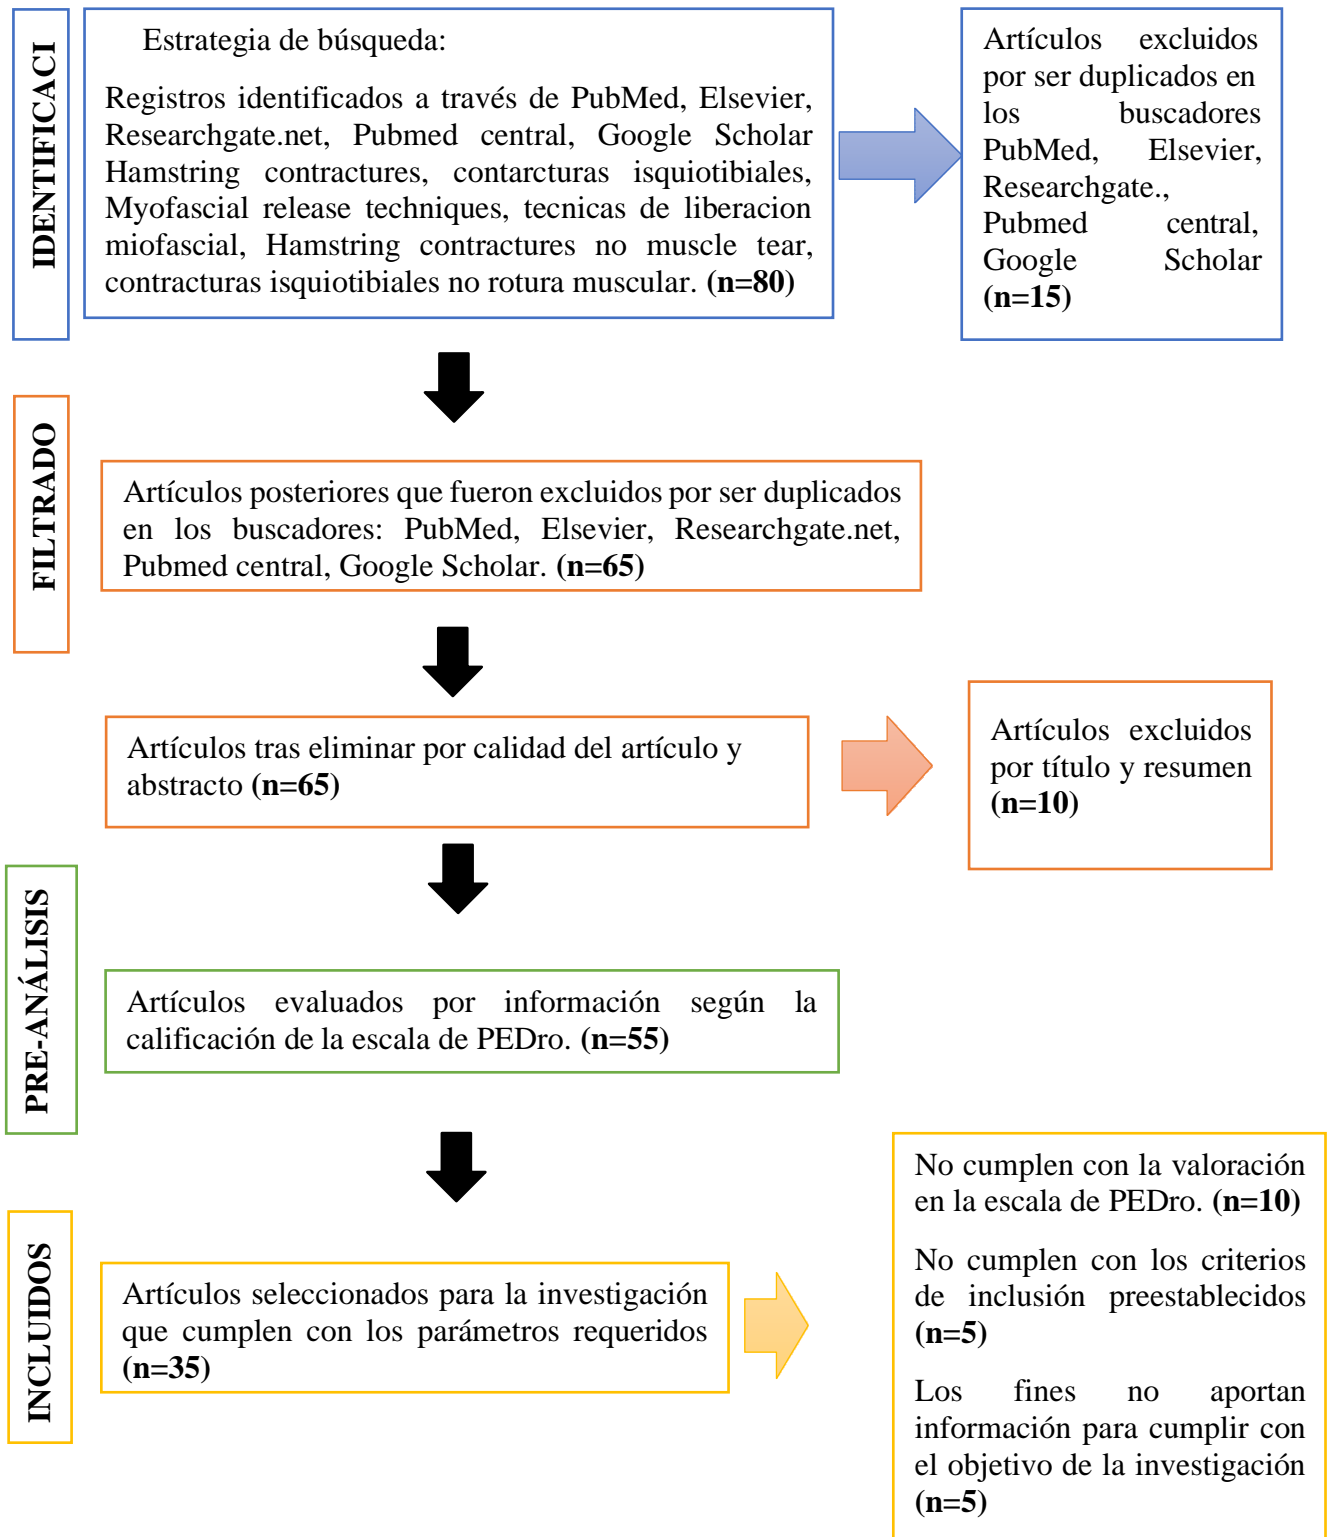 IDENTIFICACI
Estrategia de búsqueda:
Registros identificados a través de PubMed, Elsevier,
Researchgate.net, Pubmed central, Google Scholar
Hamstring contractures, contarcturas isquiotibiales,
Myofascial release techniques, tecnicas de liberacion
miofascial, Hamstring contractures no muscle tear,
contracturas isquiotibiales no rotura muscular. (n=80)
Artículos excluidos
por ser duplicados en
los buscadores
PubMed, Elsevier,
Researchgate.,
Pubmed central,
Google Scholar
(n=15)
FILTRADO
Artículos posteriores que fueron excluidos por ser duplicados
en los buscadores: PubMed, Elsevier, Researchgate.net,
Pubmed central, Google Scholar. (n=65)
Artículos tras eliminar por calidad del artículo y
abstracto (n=65)
Artículos excluidos
por título y resumen
(n=10)
PRE-ANÁLISIS
Artículos evaluados por información según la
calificación de la escala de PEDro. (n=55)
INCLUIDOS
Artículos seleccionados para la investigación
que cumplen con los parámetros requeridos
(n=35)
No cumplen con la valoración
en la escala de PEDro. (n=10)
No cumplen con los criterios
de inclusión preestablecidos
(n=5)
Los fines no aportan
información para cumplir con
el objetivo de la investigación
(n=5)